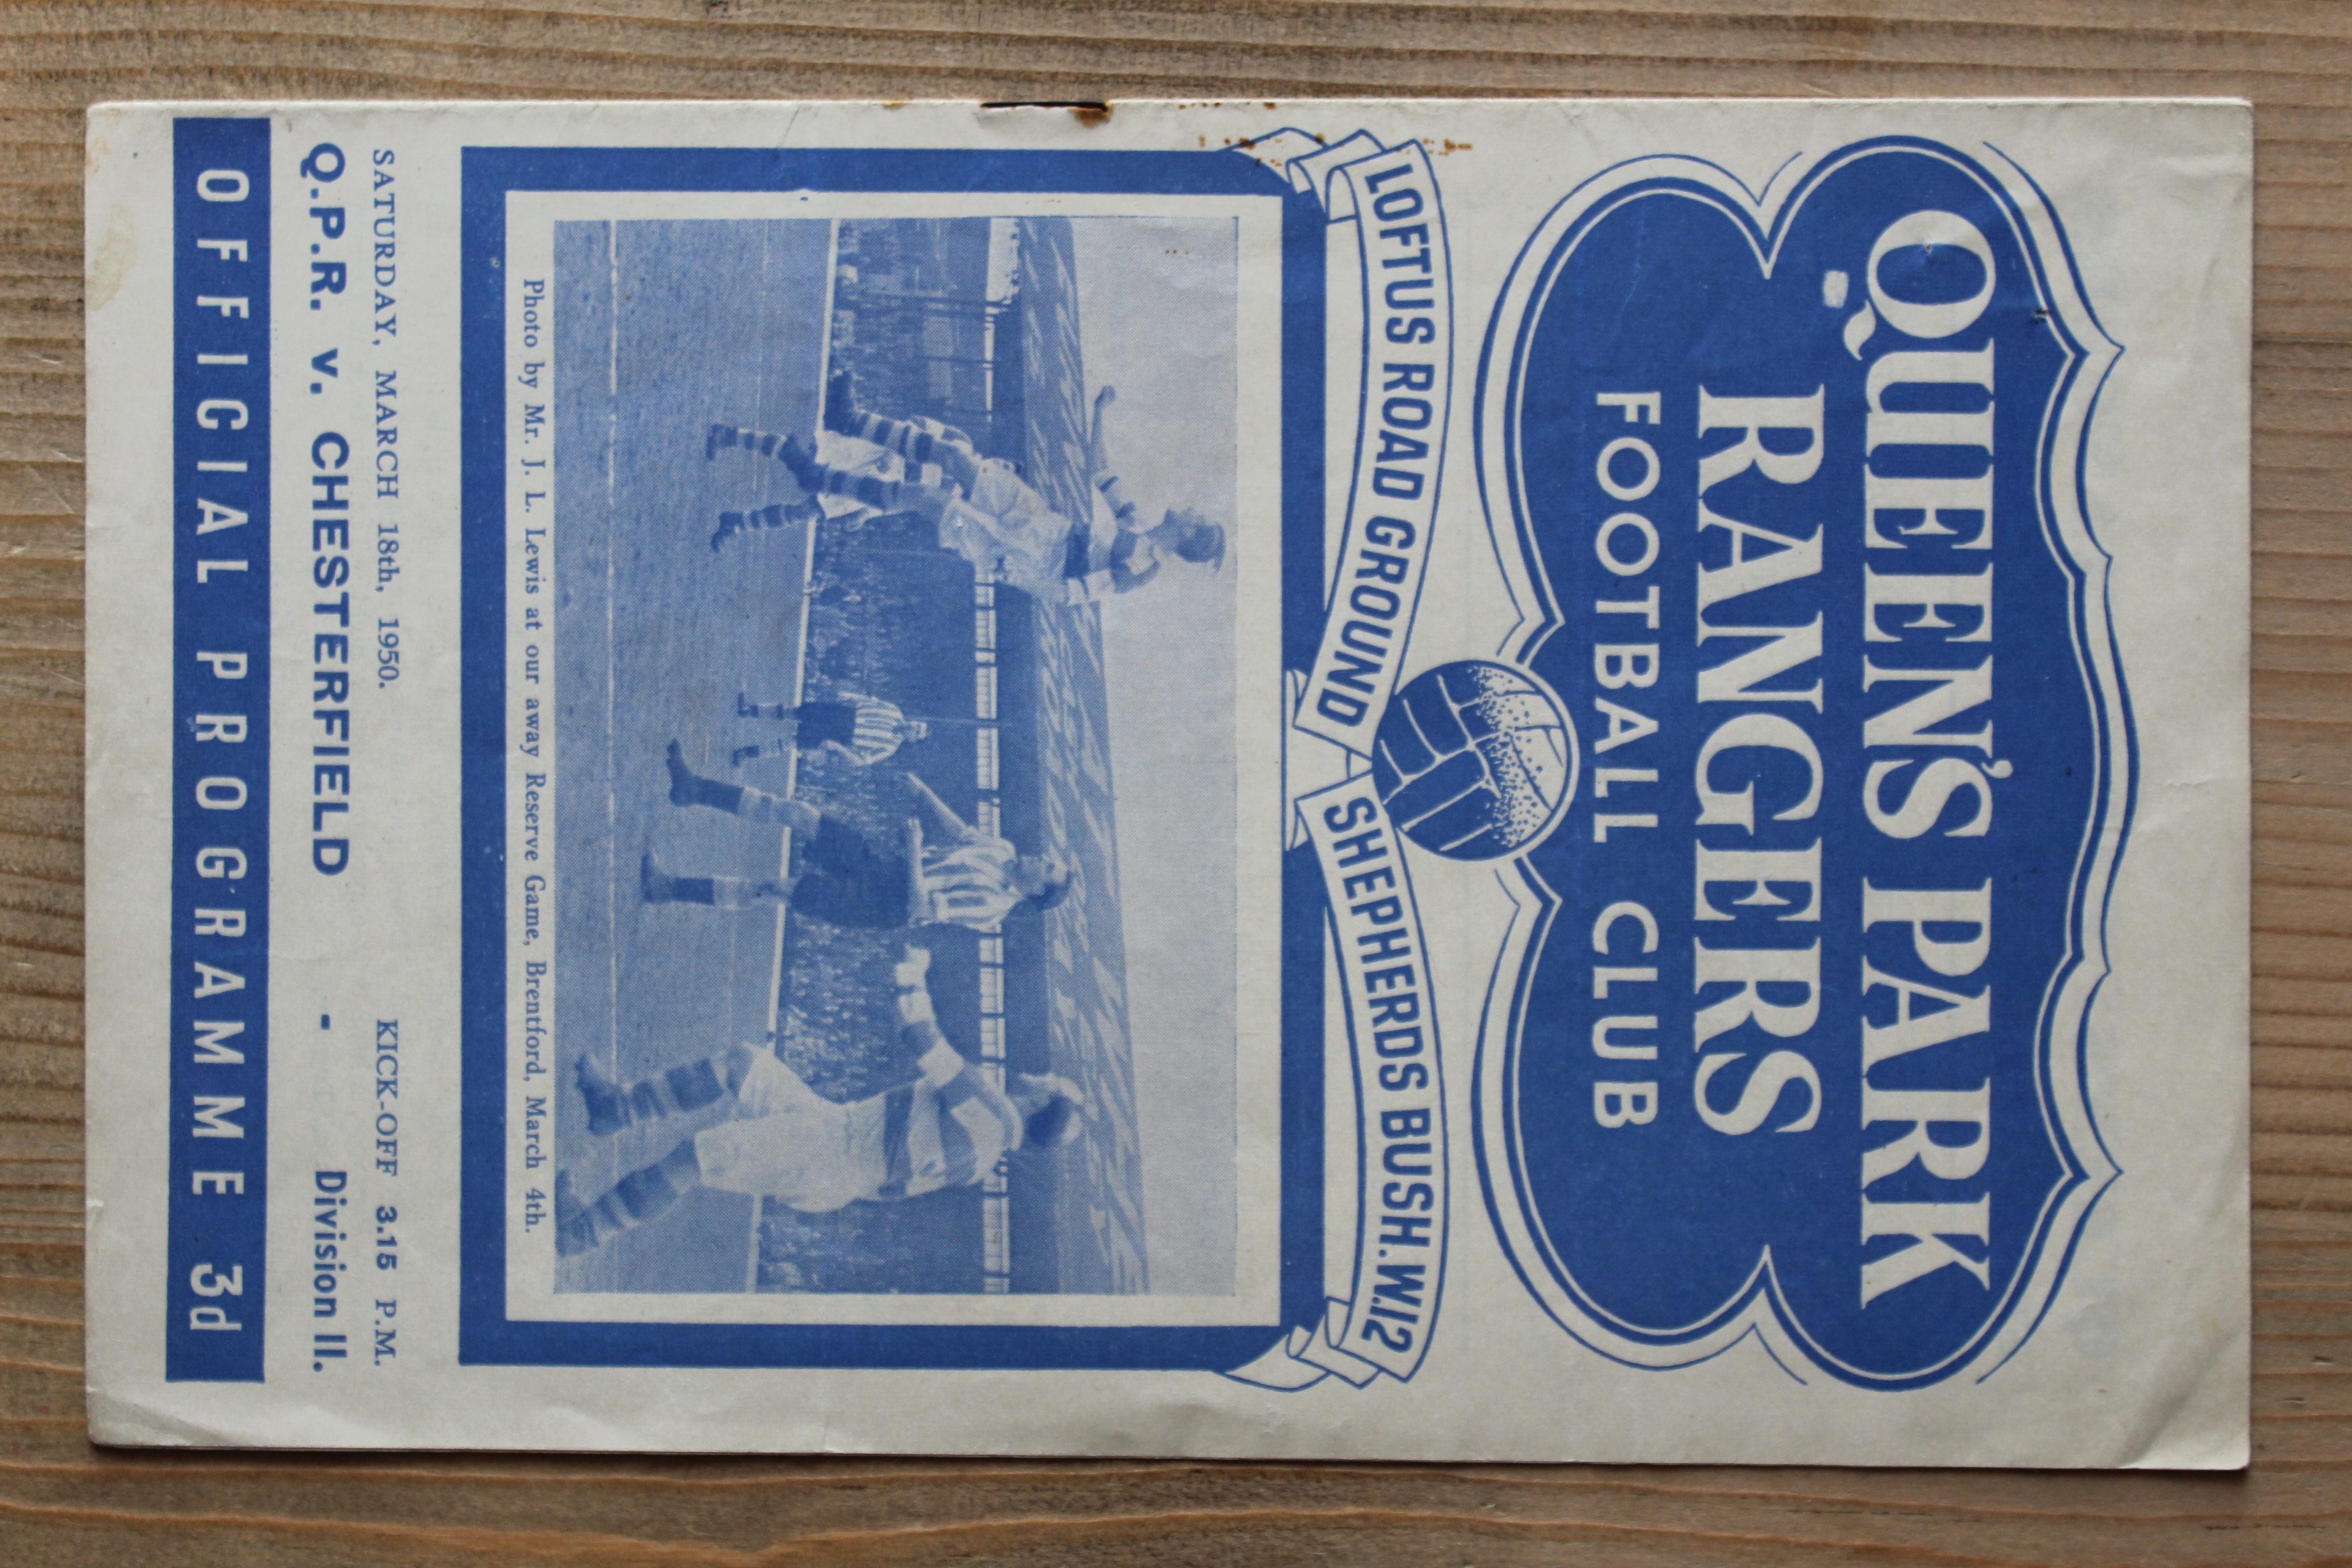 QUEEN'S PARK
RANGERS
FOOTBALL CLUB
LOFTUS ROAD GROUND
SHEPHERDS BUSH. W.12
Photo by Mr. J. L. Lewis at our away Reserve Game, Brentford, March 4th.
SATURDAY, MARCH 18th, 1950. KICK-OFF 3.15 P.M.
Q.P.R. v. CHESTERFIELD - Division II.
OFFICIAL PROGRAMME 3d